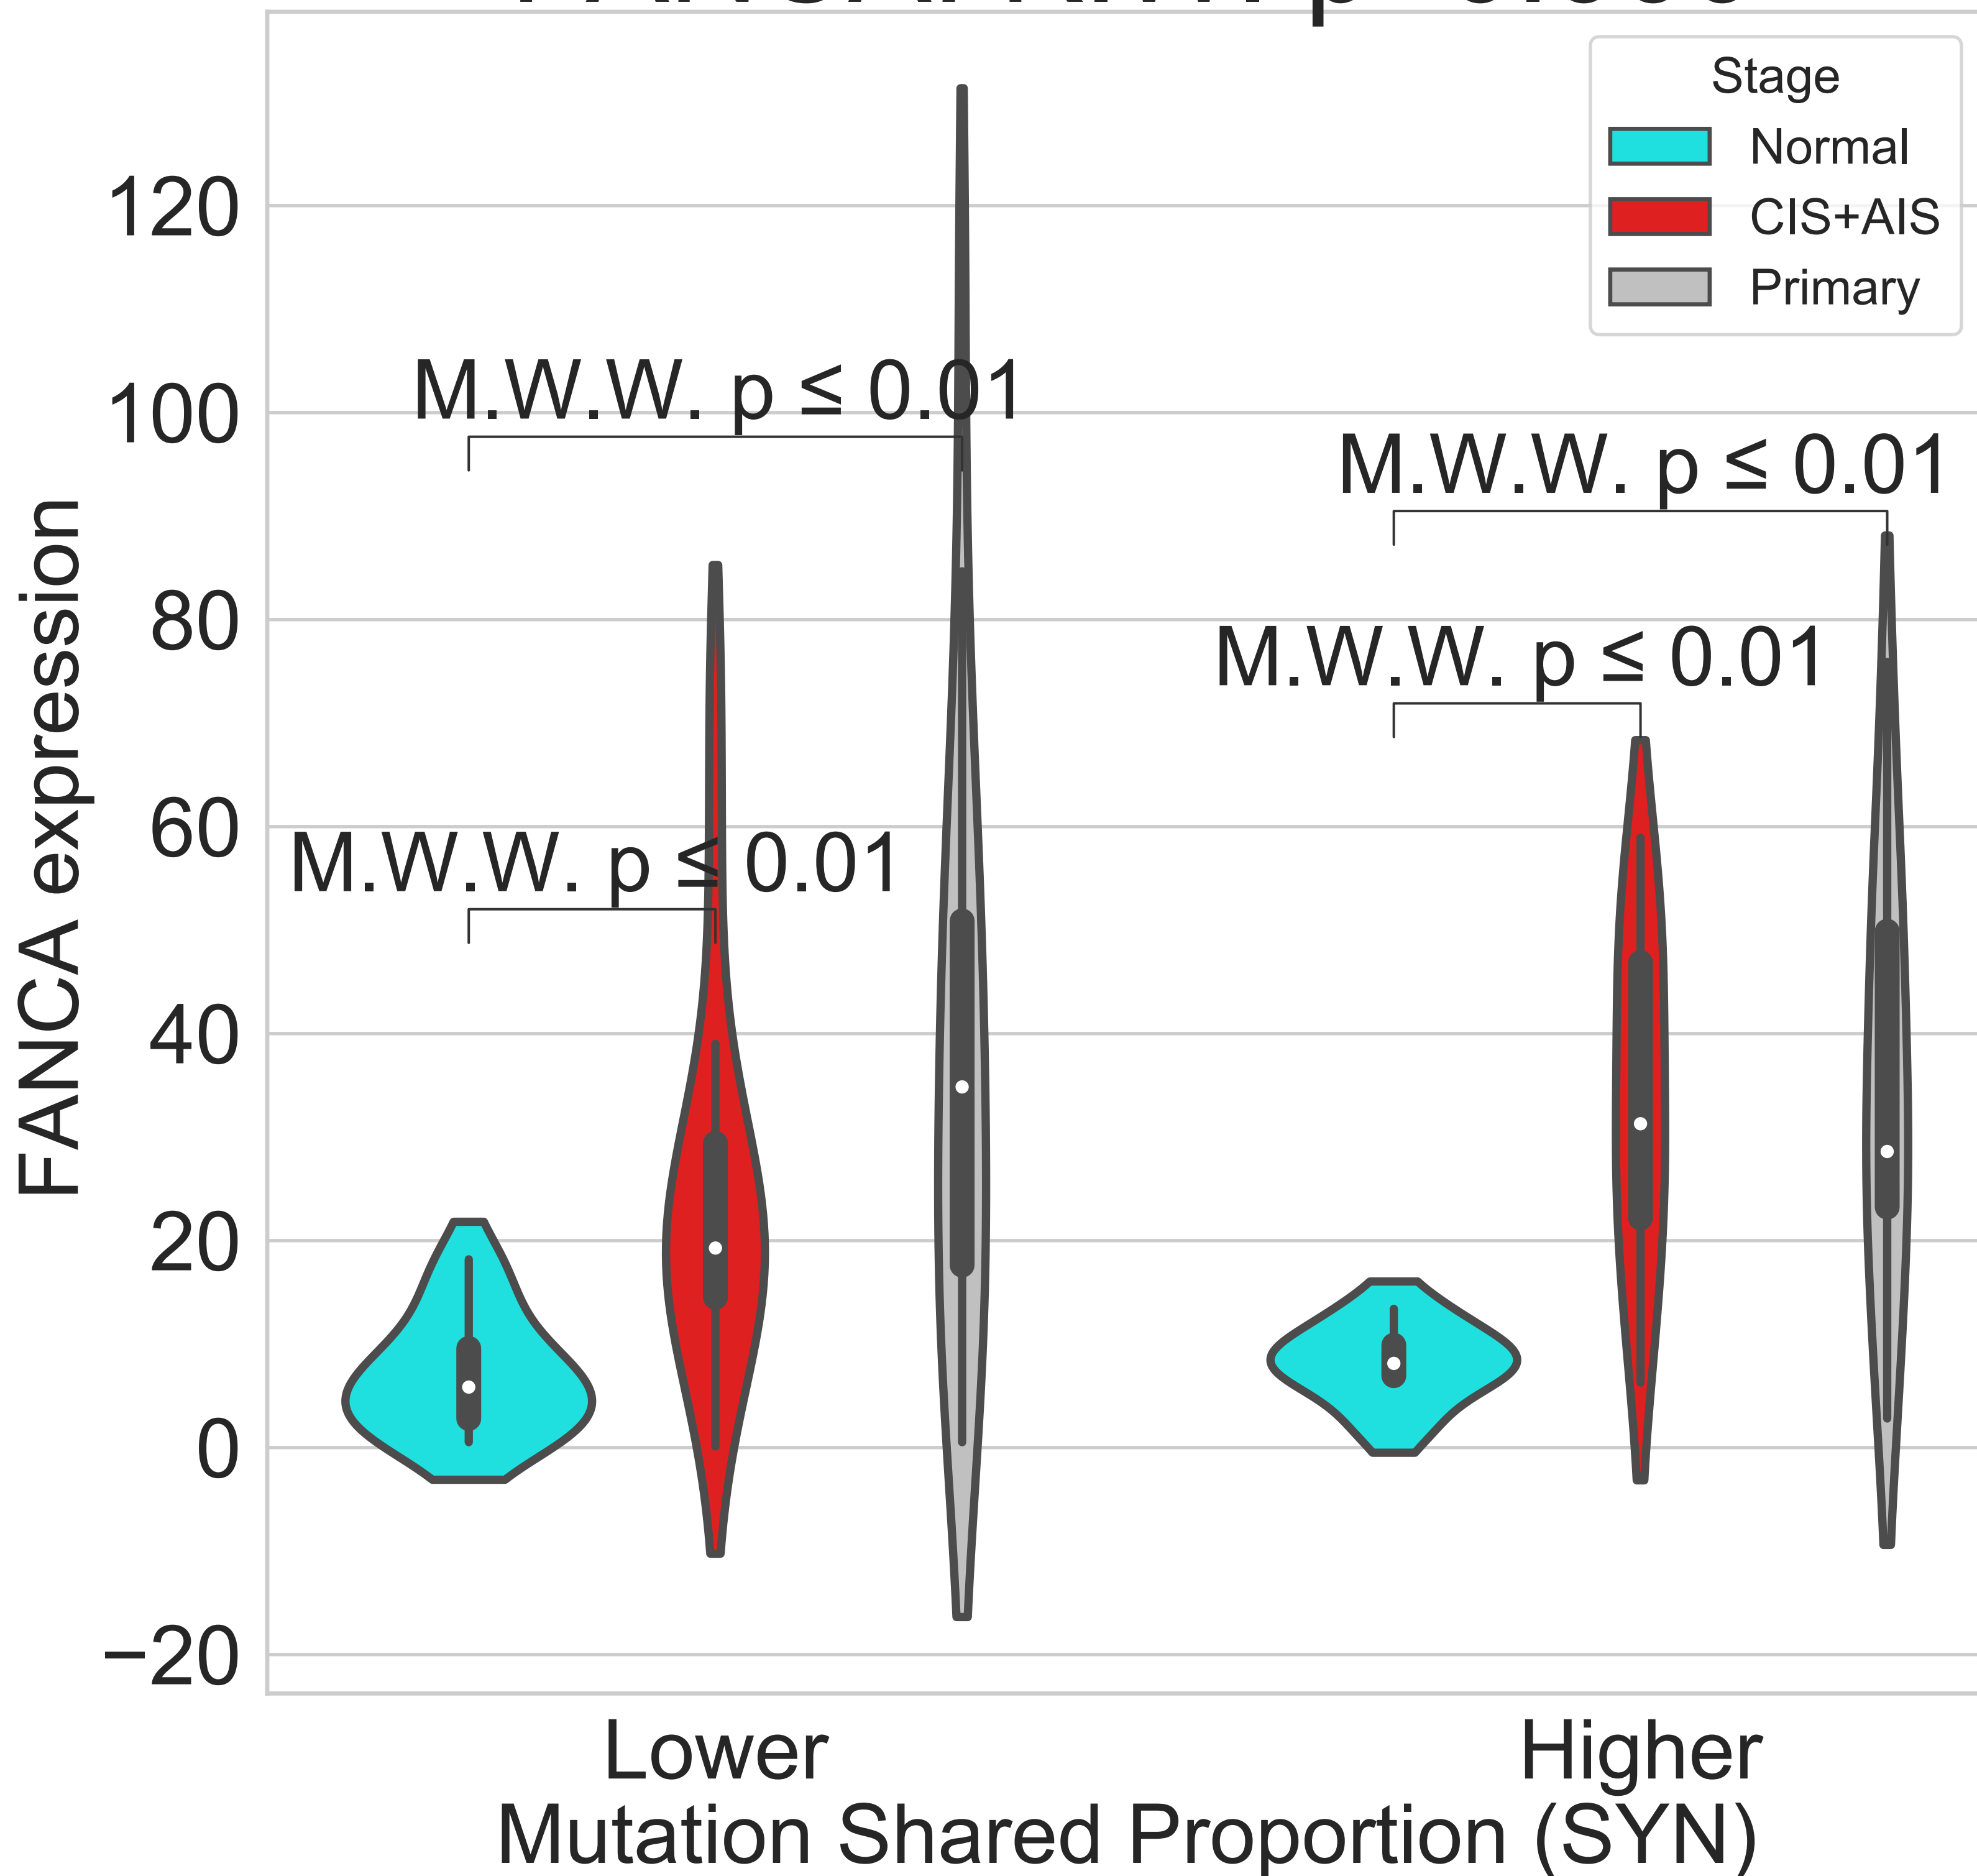 Stage
Normal
CIS+AIS
Primary
120
100
80
60
40
20
0
−20
FANCA expression
M.W.W. p ≤ 0.01
M.W.W. p ≤ 0.01
M.W.W. p ≤ 0.01
M.W.W. p ≤ 0.01
Lower
Higher
Mutation Shared Proportion (SYN)